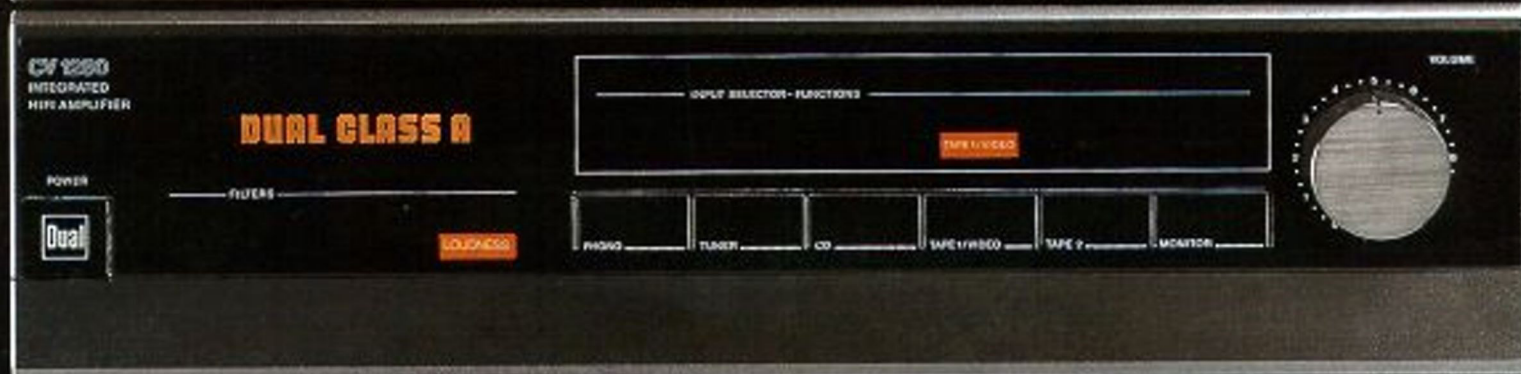 CV 1280
INTEGRATED
HIFI AMPLIFIER
DUAL CLASS A
POWER
Dual
FILTERS
LOUDNESS
INPUT SELECTOR - FUNCTIONS
TAPE 1/VIDEO
PHONO
TUNER
CD
TAPE 1/VIDEO
TAPE 2
MONITOR
VOLUME